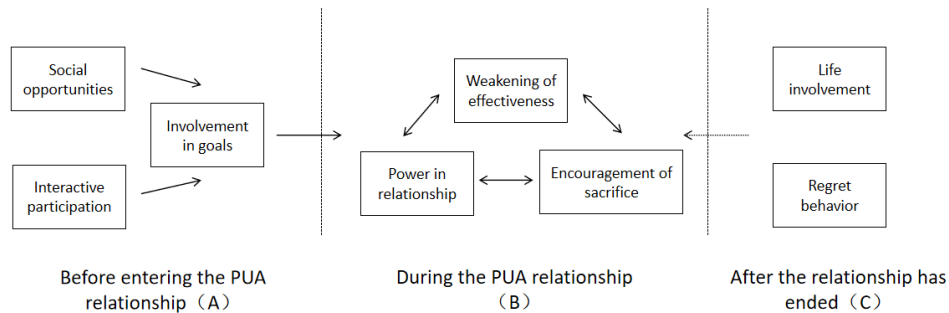 Social
opportunities
Involvement
in goals
Interactive
participation
Weakening of
effectiveness
Power in
relationship
Encouragement of
sacrifice
Life
involvement
Regret
behavior
Before entering the PUA
relationship（A）
During the PUA relationship
（B）
After the relationship has
ended（C）